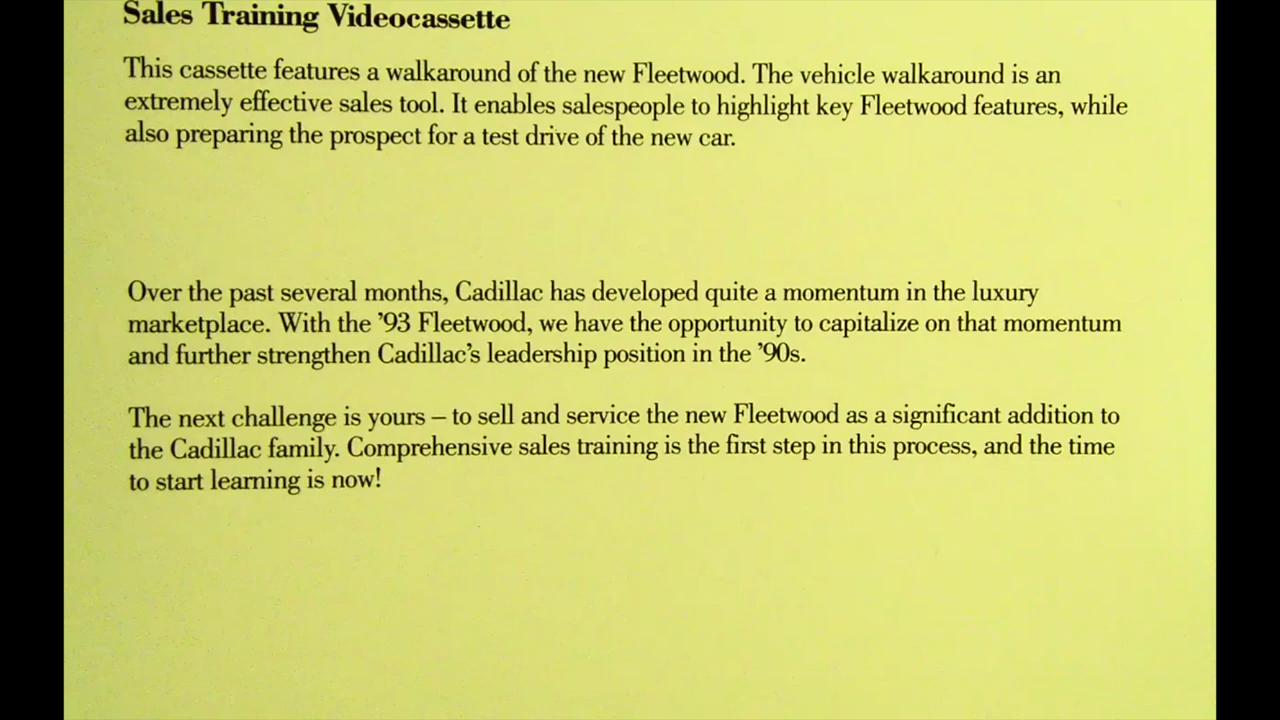 Sales Training Videocassette
This cassette features a walkaround of the new Fleetwood. The vehicle walkaround is an
extremely effective sales tool. It enables salespeople to highlight key Fleetwood features, while
also preparing the prospect for a test drive of the new car.
Over the past several months, Cadillac has developed quite a momentum in the luxury
marketplace. With the ’93 Fleetwood, we have the opportunity to capitalize on that momentum
and further strengthen Cadillac’s leadership position in the ’90s.
The next challenge is yours – to sell and service the new Fleetwood as a significant addition to
the Cadillac family. Comprehensive sales training is the first step in this process, and the time
to start learning is now!